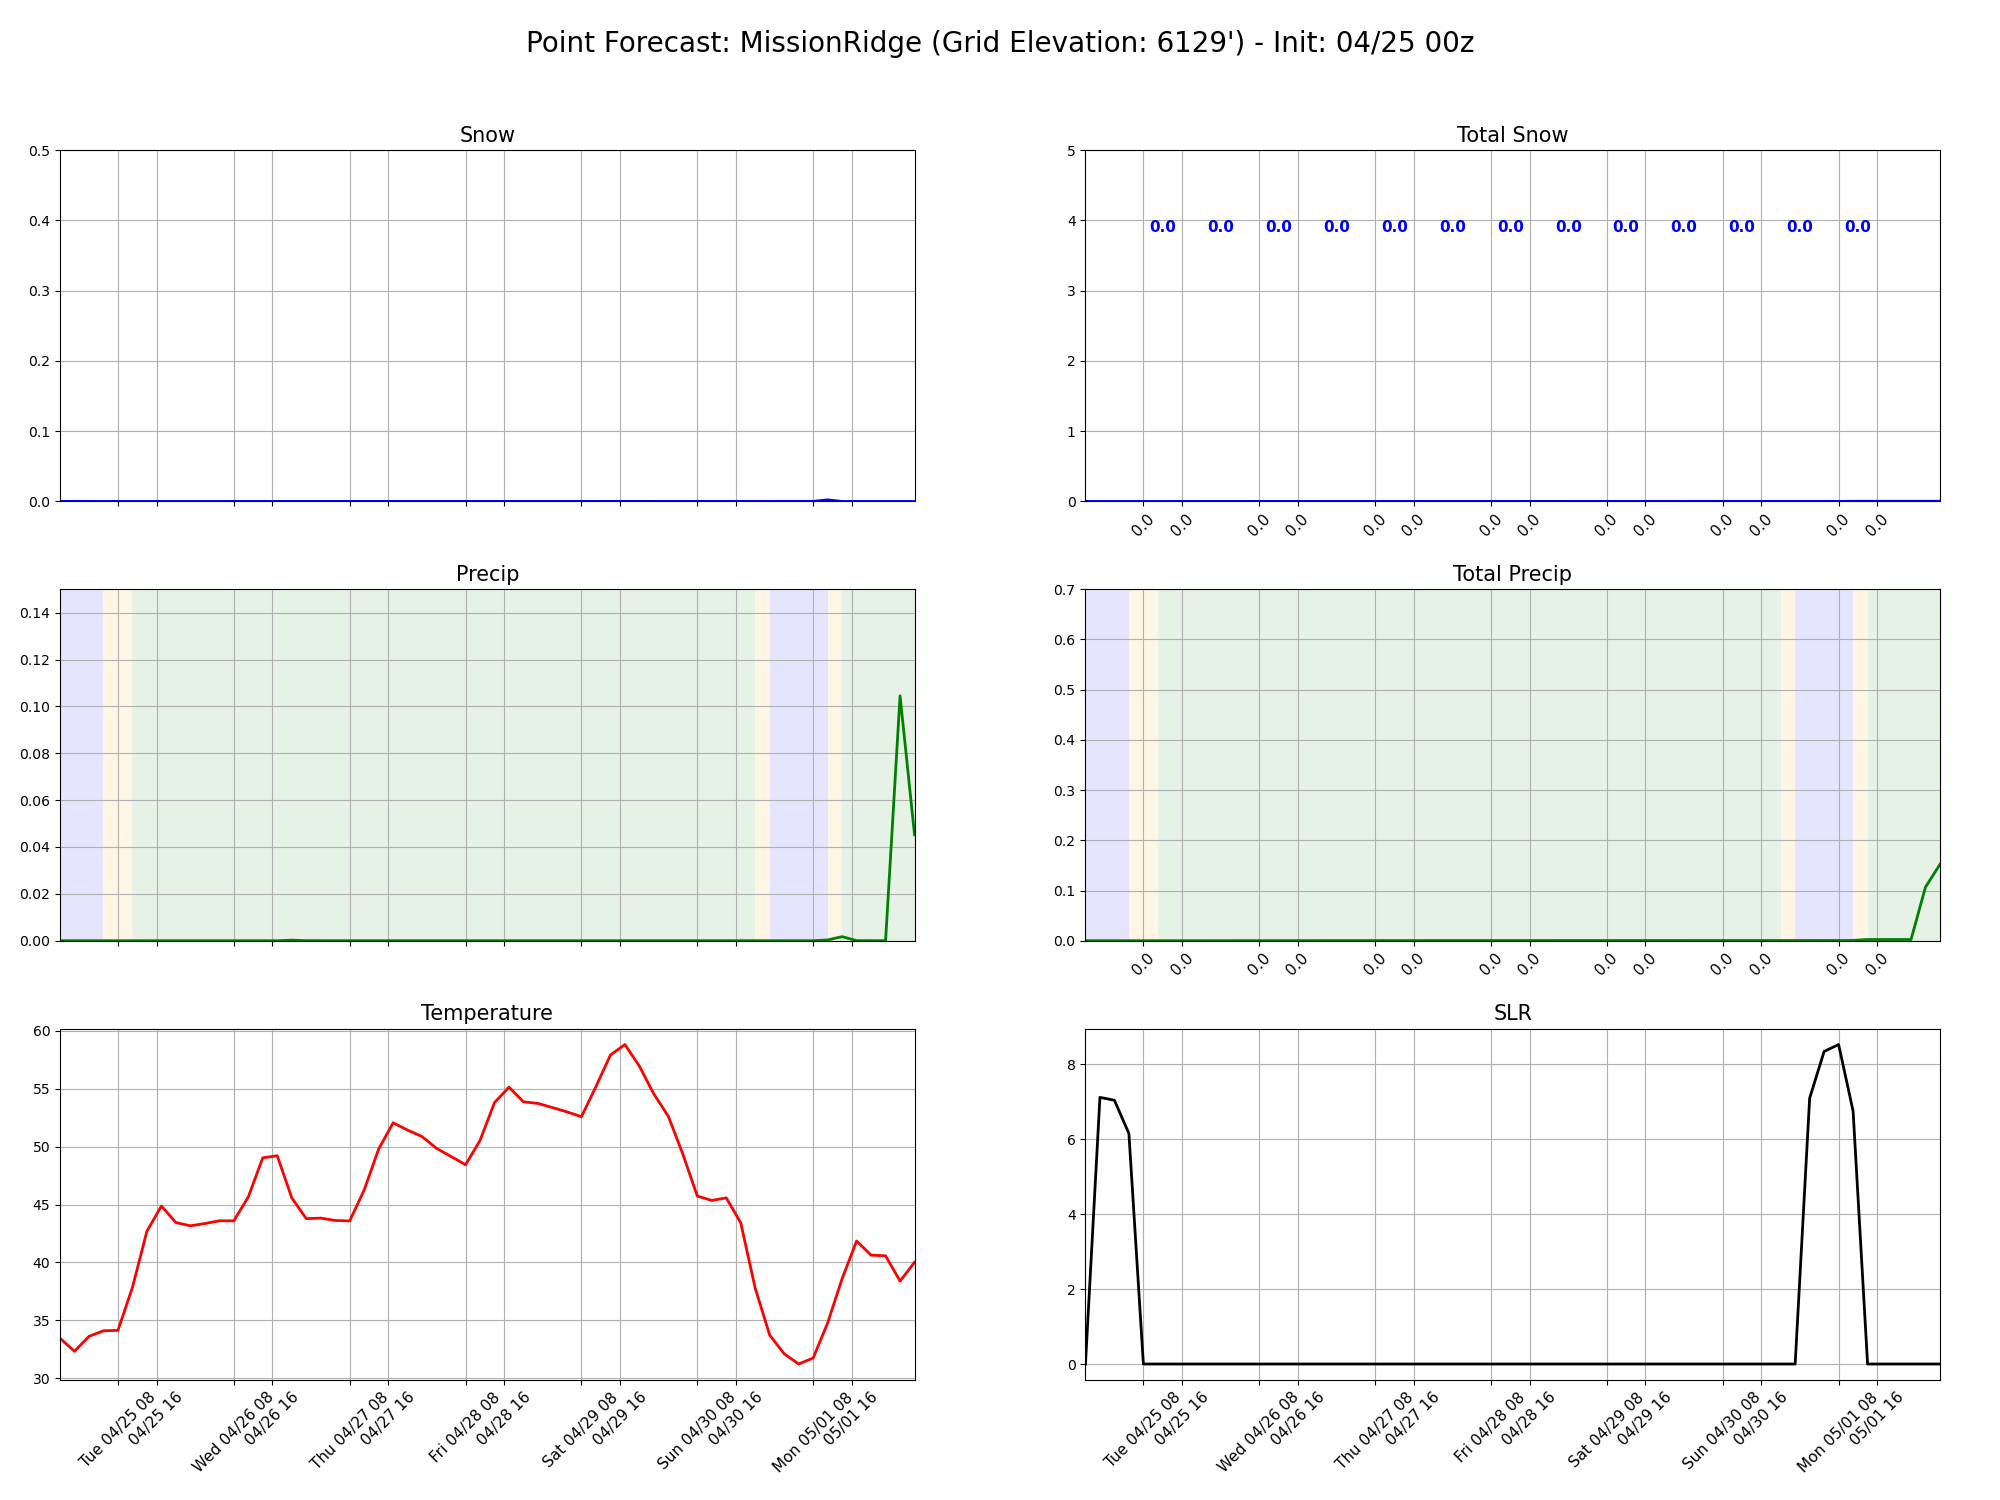 Point Forecast: MissionRidge (Grid Elevation: 6129') - Init: 04/25 00z
Snow
0.5
0.4
0.3
0.2
0.1
0.0
Total Snow
5
4
3
2
1
0
0.0 0.0 0.0 0.0 0.0 0.0 0.0 0.0 0.0 0.0 0.0 0.0 0.0
0.0 0.0 0.0 0.0 0.0 0.0 0.0 0.0 0.0 0.0 0.0 0.0 0.0 0.0
Precip
0.14
0.12
0.10
0.08
0.06
0.04
0.02
0.00
Total Precip
0.7
0.6
0.5
0.4
0.3
0.2
0.1
0.0
0.0 0.0 0.0 0.0 0.0 0.0 0.0 0.0 0.0 0.0 0.0 0.0 0.0 0.0
Temperature
60
55
50
45
40
35
30
Tue 04/25 08
04/25 16
Wed 04/26 08
04/26 16
Thu 04/27 08
04/27 16
Fri 04/28 08
04/28 16
Sat 04/29 08
04/29 16
Sun 04/30 08
04/30 16
Mon 05/01 08
05/01 16
SLR
8
6
4
2
0
Tue 04/25 08
04/25 16
Wed 04/26 08
04/26 16
Thu 04/27 08
04/27 16
Fri 04/28 08
04/28 16
Sat 04/29 08
04/29 16
Sun 04/30 08
04/30 16
Mon 05/01 08
05/01 16